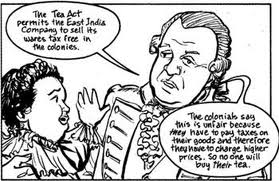 The Tea Act
permits the East India
Company to sell its
wares tax free in
the colonies.
The colonials say
this is unfair because
they have to pay taxes
on their goods and therefore
they have to charge higher
prices. So no one will
buy their tea.